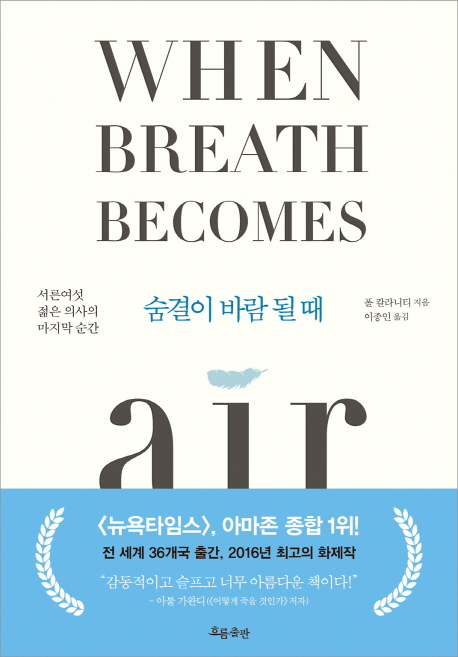 WHEN
BREATH
BECOMES
서른여섯
젊은 의사의
마지막 순간
숨결이 바람 될 때
폴 칼라니티 지음
이종인 옮김
air
〈뉴욕타임스〉, 아마존 종합 1위!
전 세계 36개국 출간, 2016년 최고의 화제작
“감동적이고 슬프고 너무 아름다운 책이다!”
- 아툴 가완디(《어떻게 죽을 것인가》 저자)
흐름출판